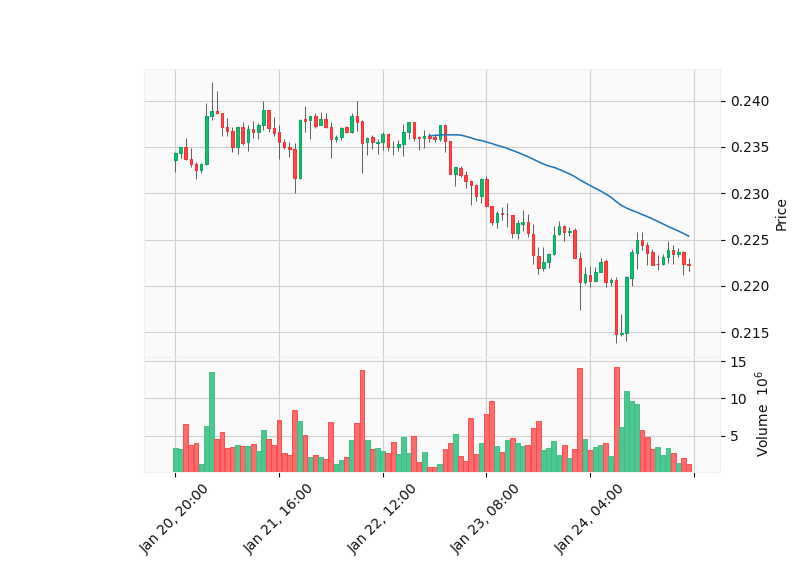 0.240
0.235
0.230
0.225
0.220
0.215
Price
15
10
5
Volume 10^6
Jan 20, 20:00
Jan 21, 16:00
Jan 22, 12:00
Jan 23, 08:00
Jan 24, 04:00